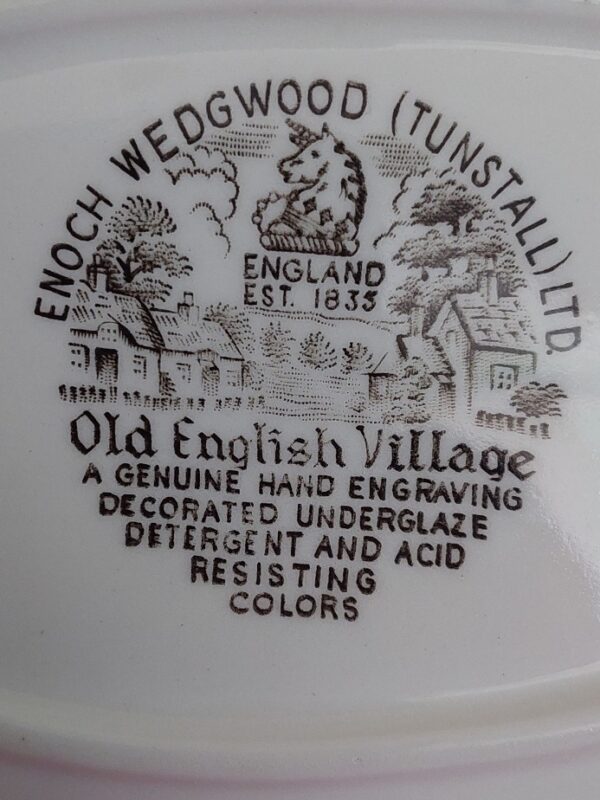 ENOCH WEDGWOOD (TUNSTALL) LTD.
ENGLAND
EST. 1835
Old English Village
A GENUINE HAND ENGRAVING
DECORATED UNDERGLAZE
DETERGENT AND ACID
RESISTING
COLORS